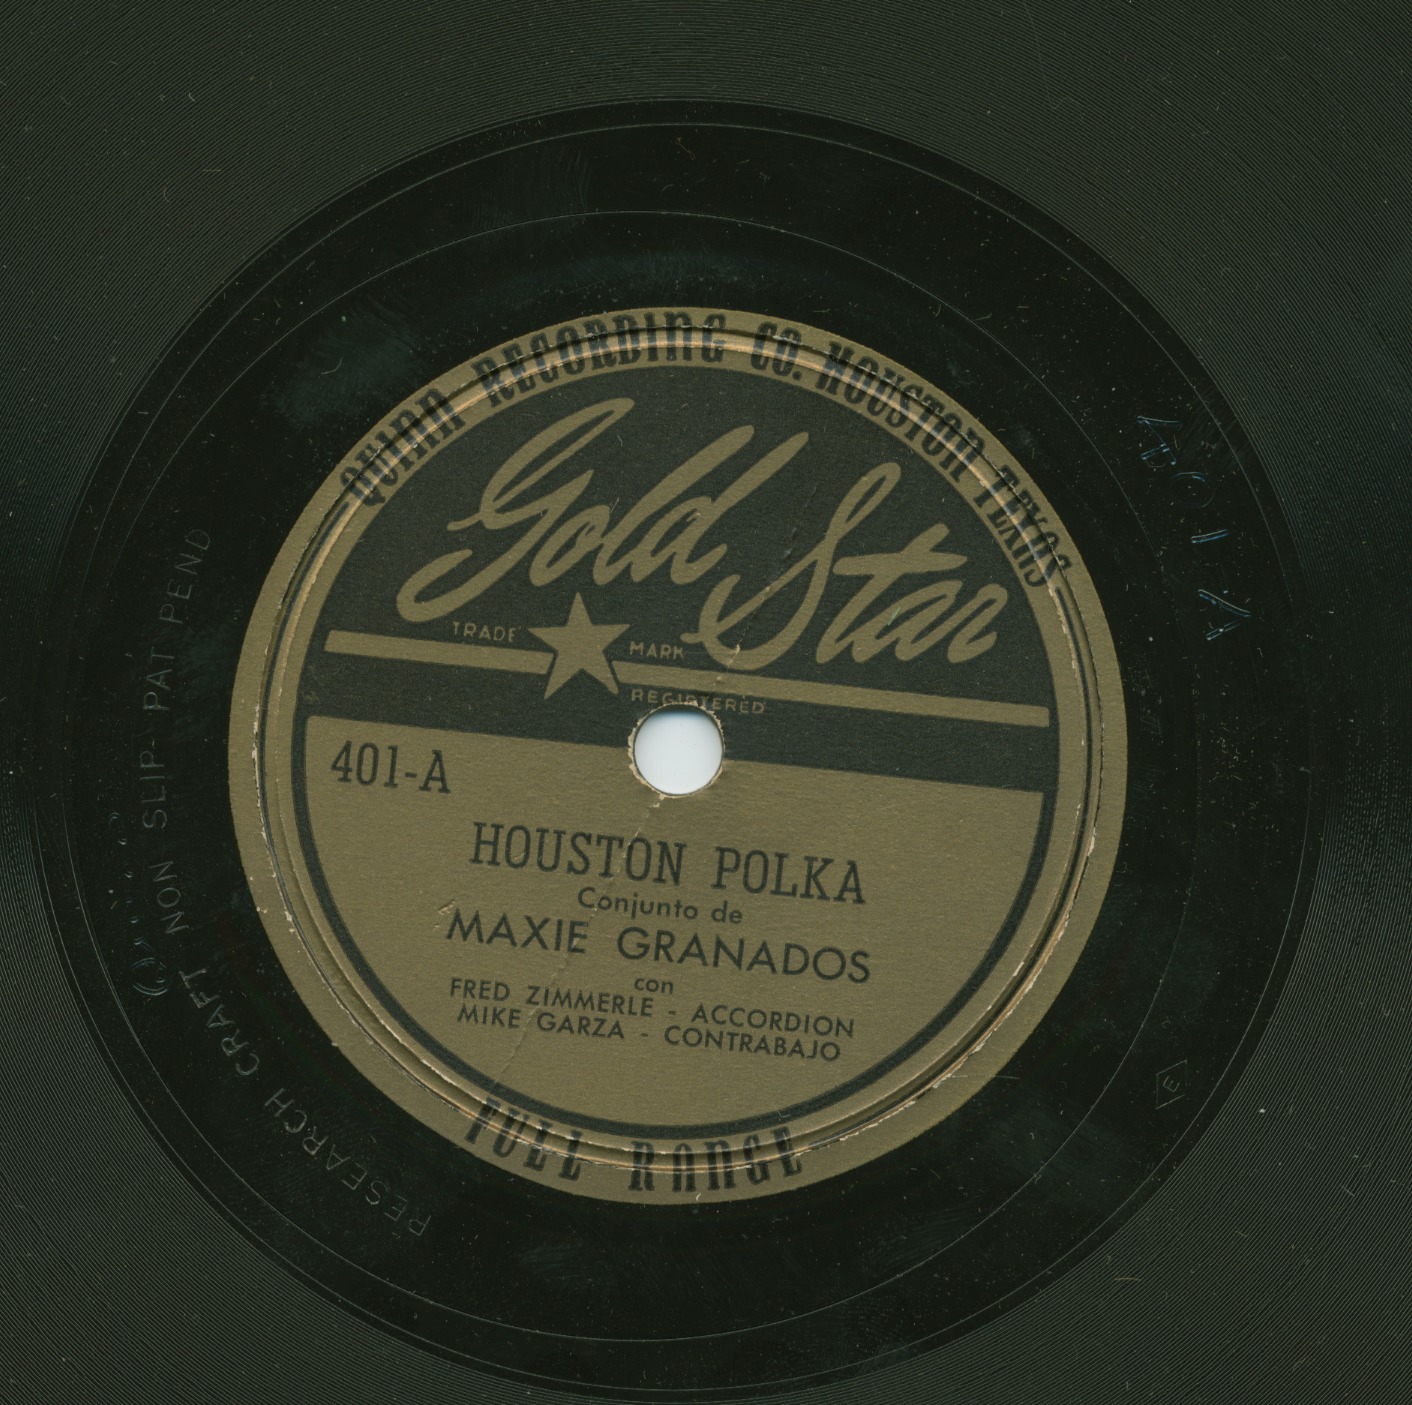 QUINN RECORDING CO. HOUSTON TEXAS
Gold Star
TRADE MARK
REGISTERED
401-A
HOUSTON POLKA
Conjunto de
MAXIE GRANADOS
con
FRED ZIMMERLE - ACCORDION
MIKE GARZA - CONTRABAJO
FULL RANGE
RESEARCH CRAFT NON SLIP-PAT PEND
401-A
E